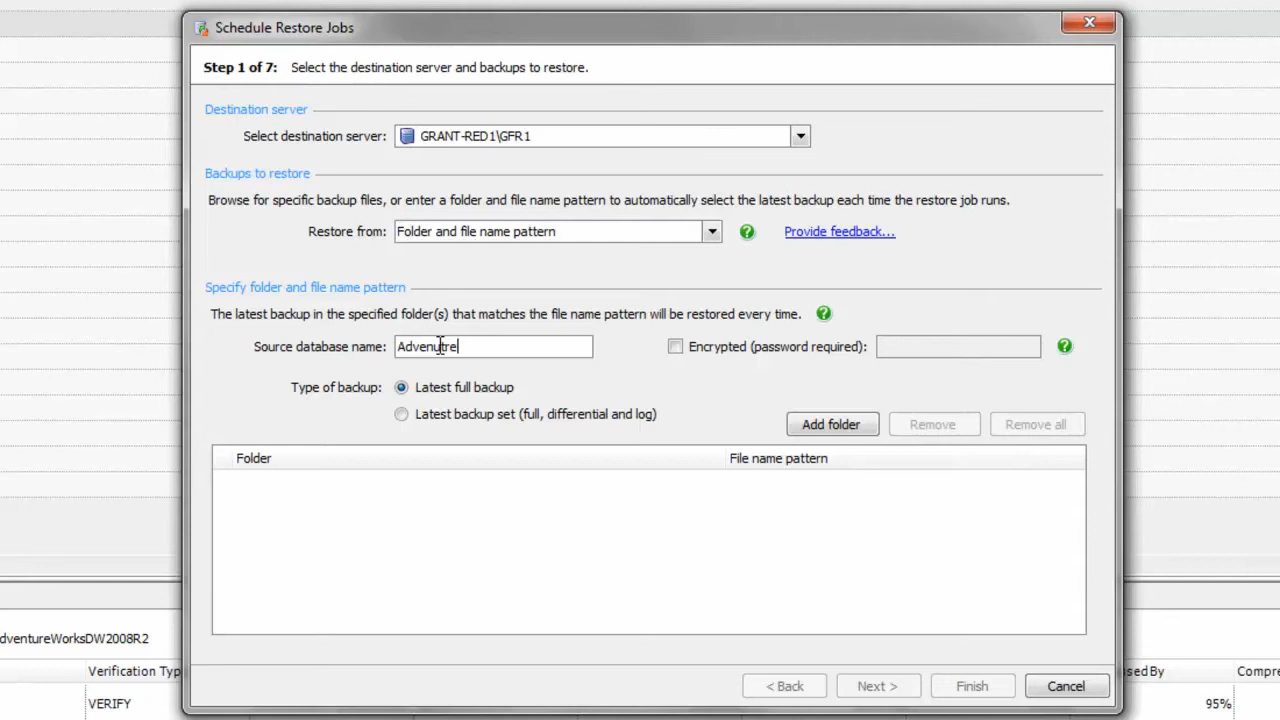 Schedule Restore Jobs
Step 1 of 7: Select the destination server and backups to restore.
Destination server
Select destination server: GRANT-RED1\GFR1
Backups to restore
Browse for specific backup files, or enter a folder and file name pattern to automatically select the latest backup each time the restore job runs.
Restore from: Folder and file name pattern ? Provide feedback...
Specify folder and file name pattern
The latest backup in the specified folder(s) that matches the file name pattern will be restored every time. ?
Source database name: Advenutre Encrypted (password required): ?
Type of backup: Latest full backup
Latest backup set (full, differential and log)
Add folder Remove Remove all
Folder File name pattern
dventureWorksDW2008R2
Verification Typ sedBy Compre
< Back Next > Finish Cancel
VERIFY 95%